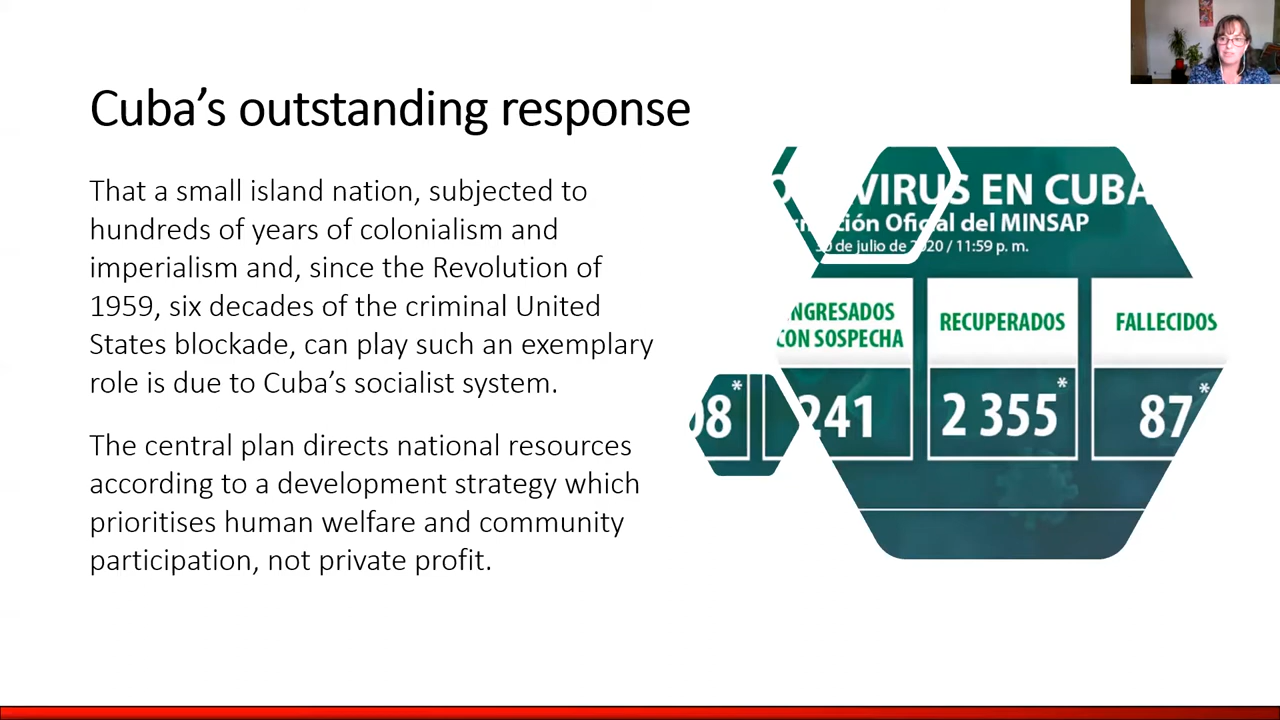 Cuba’s outstanding response
That a small island nation, subjected to
hundreds of years of colonialism and
imperialism and, since the Revolution of
1959, six decades of the criminal United
States blockade, can play such an exemplary
role is due to Cuba’s socialist system.
The central plan directs national resources
according to a development strategy which
prioritises human welfare and community
participation, not private profit.
VIRUS EN CUBA
ción Oficial del MINSAP
30 de julio de 2020 / 11:59 p. m.
NGRESADOS
CON SOSPECHA
RECUPERADOS
FALLECIDOS
08*
241
2 355*
87*